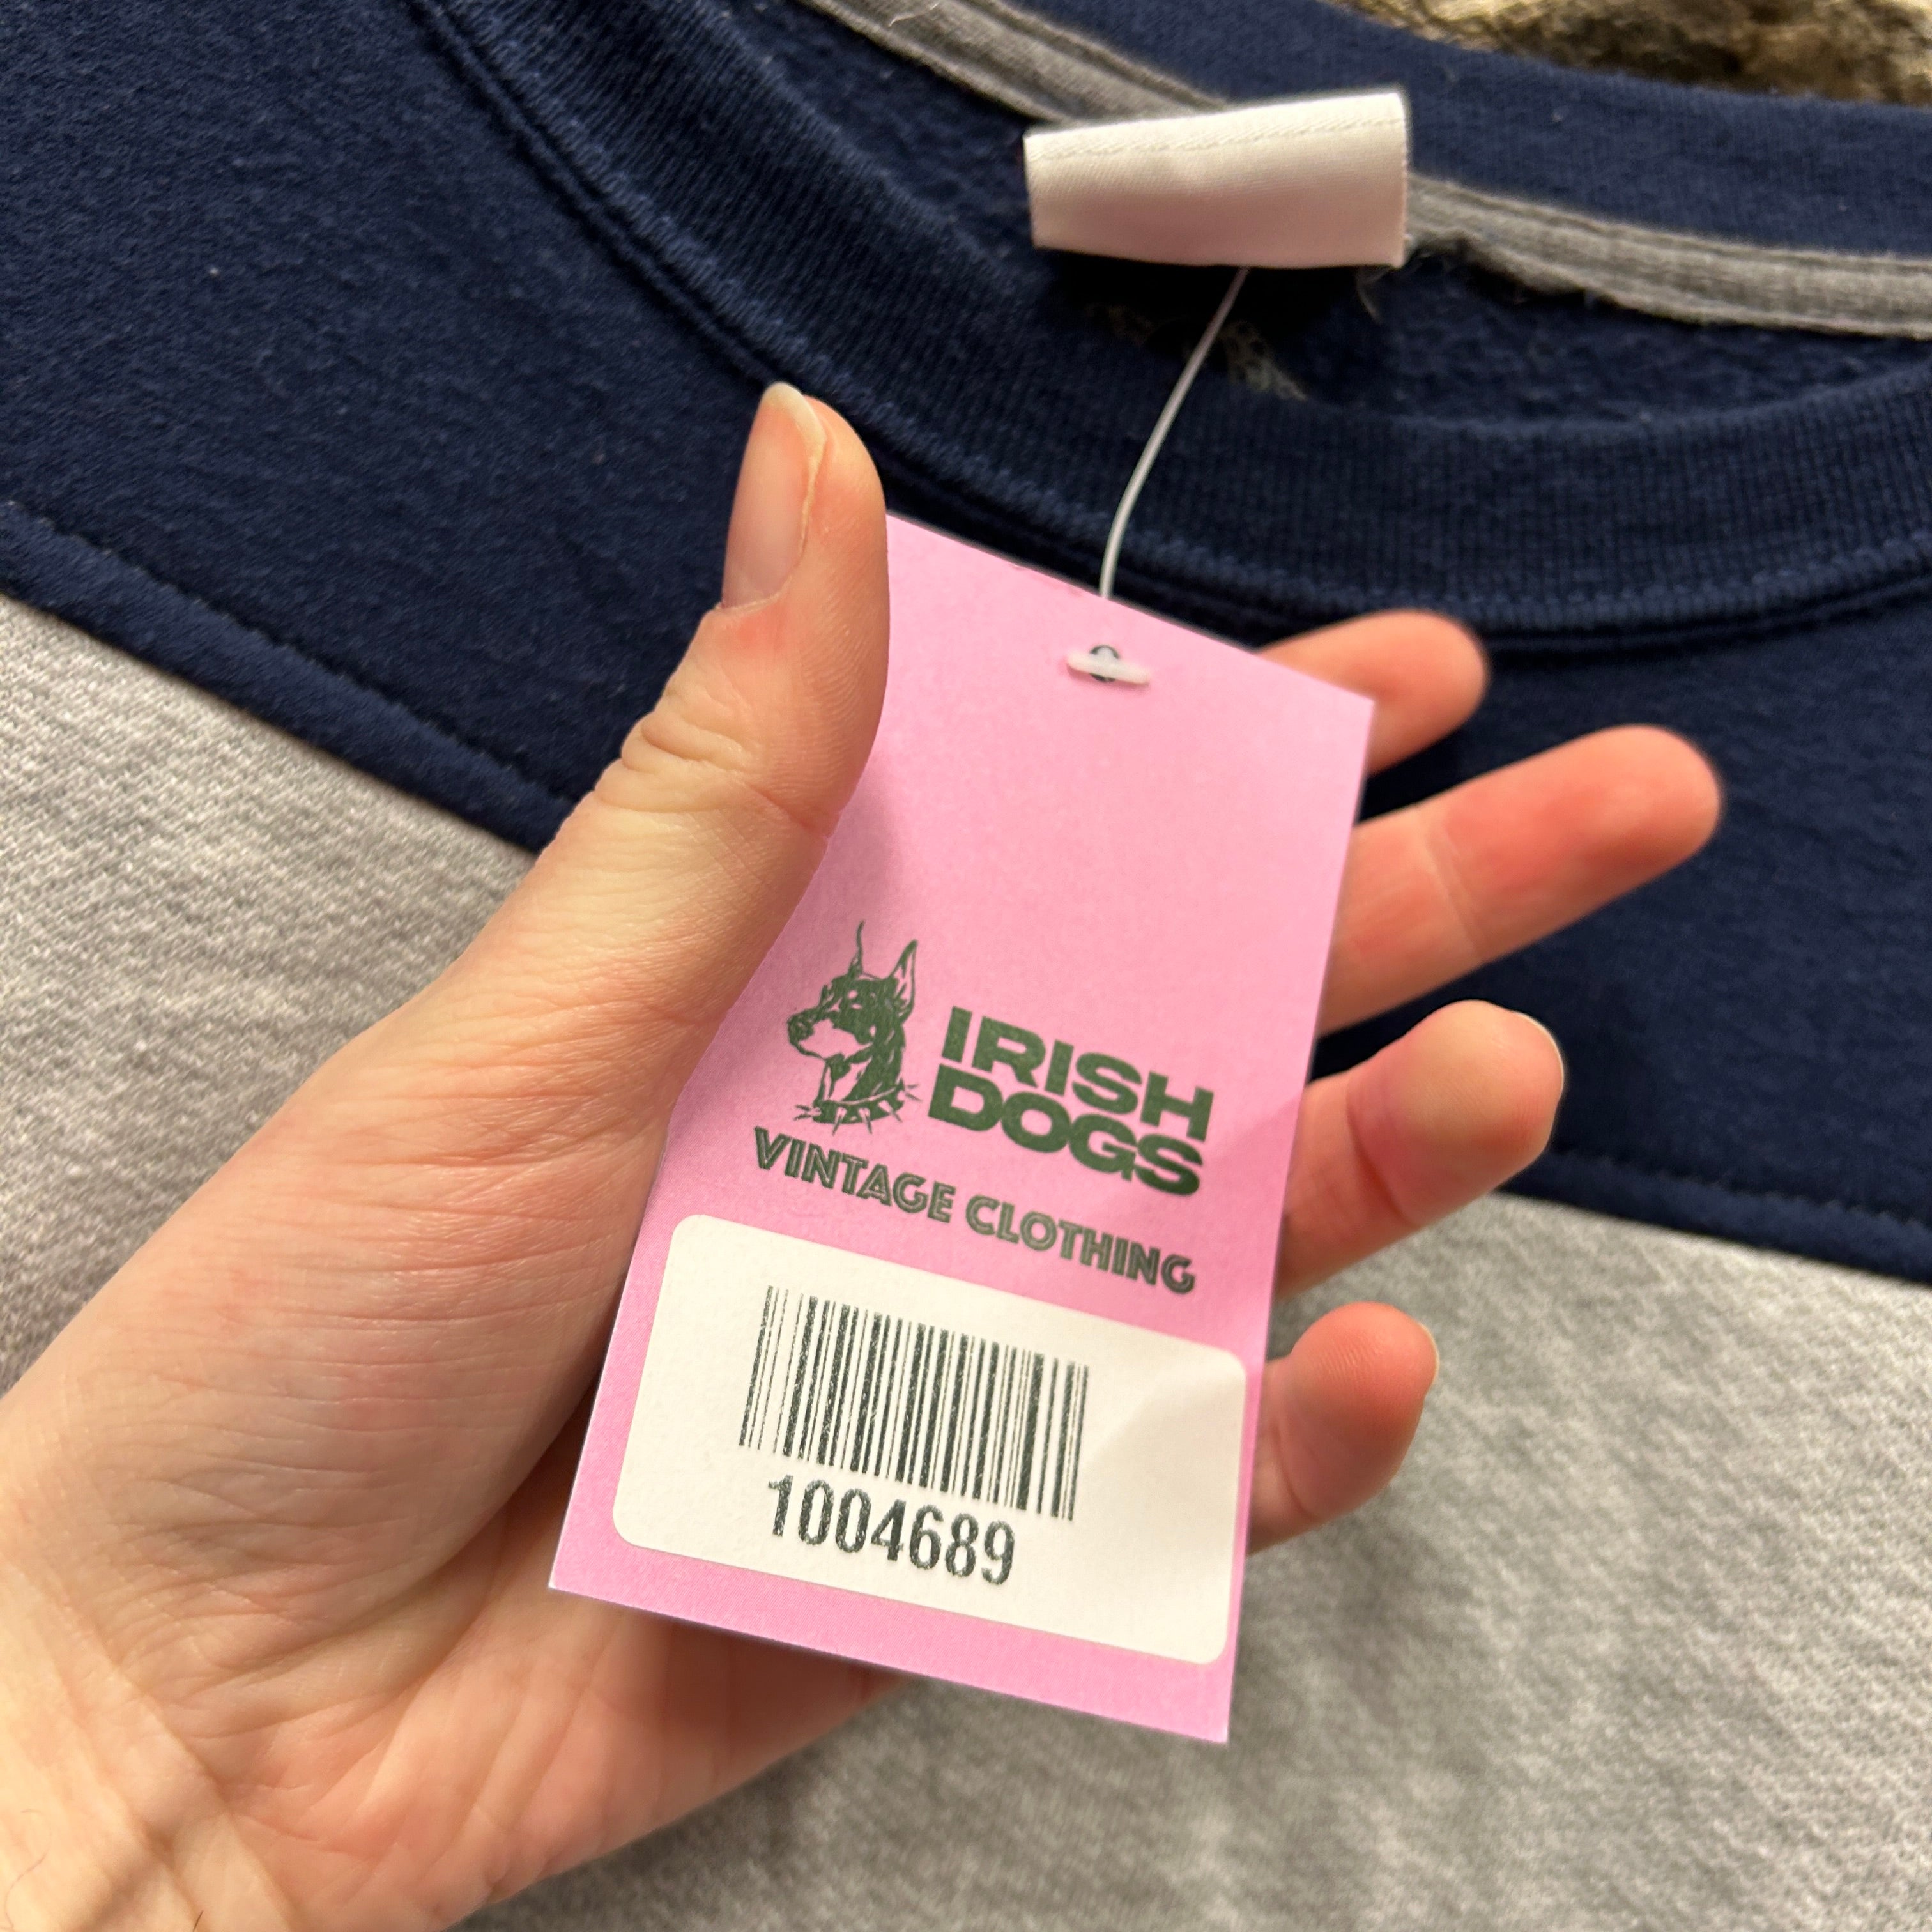 IRISH
DOGS
VINTAGE CLOTHING
1004689